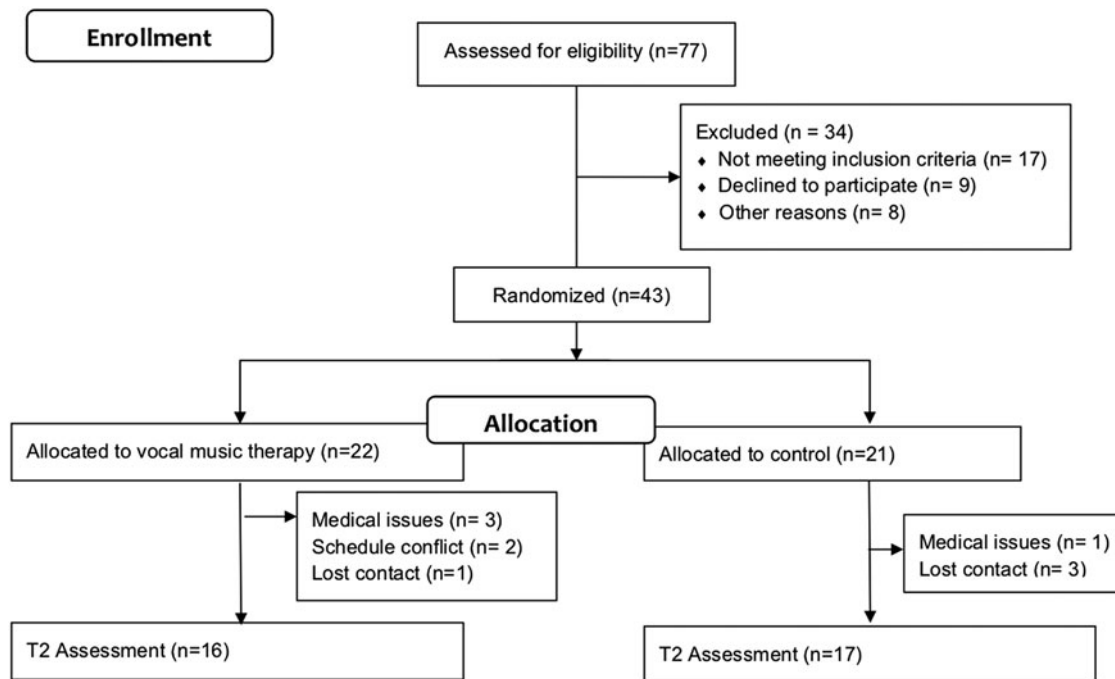 Enrollment
Assessed for eligibility (n=77)
Excluded (n = 34)
♦ Not meeting inclusion criteria (n= 17)
♦ Declined to participate (n= 9)
♦ Other reasons (n= 8)
Randomized (n=43)
Allocation
Allocated to vocal music therapy (n=22)
Allocated to control (n=21)
Medical issues (n= 3)
Schedule conflict (n= 2)
Lost contact (n=1)
Medical issues (n= 1)
Lost contact (n= 3)
T2 Assessment (n=16)
T2 Assessment (n=17)